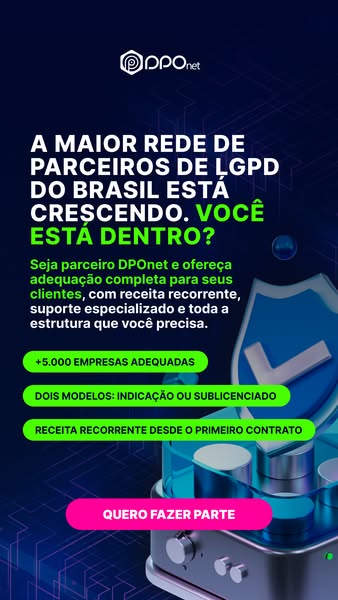 DPOnet
A MAIOR REDE DE
PARCEIROS DE LGPD
DO BRASIL ESTÁ
CRESCENDO. VOCÊ
ESTÁ DENTRO?
Seja parceiro DPOnet e ofereça
adequação completa para seus
clientes, com receita recorrente,
suporte especializado e toda a
estrutura que você precisa.
+5.000 EMPRESAS ADEQUADAS
DOIS MODELOS: INDICAÇÃO OU SUBLICENCIADO
RECEITA RECORRENTE DESDE O PRIMEIRO CONTRATO
QUERO FAZER PARTE